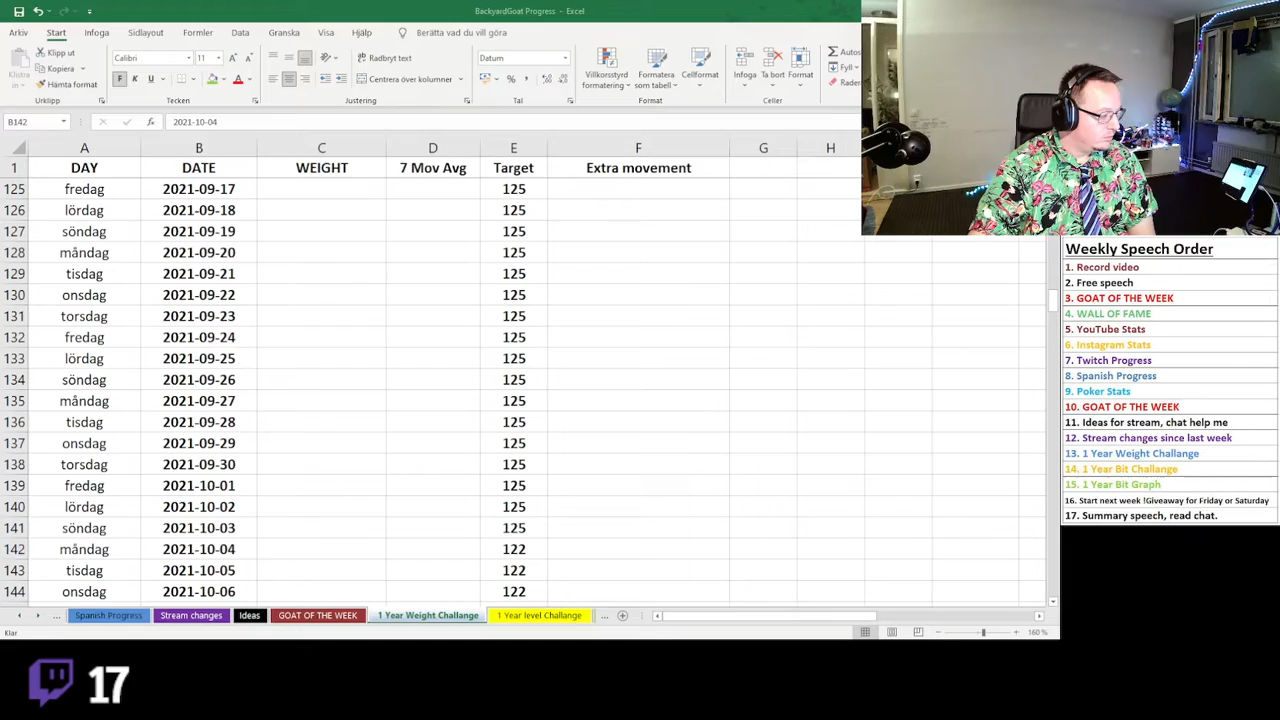 BackyardGoat Progress - Excel
Arkiv Start Infoga Sidlayout Formler Data Granska Visa Hjälp Berätta vad du vill göra
Klipp ut
Kopiera
Hämta format
Klistra in
Urklipp
Calibri 11
F K U
Tecken
Radbryt text
Centrera över kolumner
Justering
Datum
Tal
Villkorsstyrd formatering
Formatera som tabell
Cellformat
Format
Infoga Ta bort Format
Celler
Fyll
B142 2021-10-04
A B C D E F G H
1 DAY DATE WEIGHT 7 Mov Avg Target Extra movement
125 fredag 2021-09-17 125
126 lördag 2021-09-18 125
127 söndag 2021-09-19 125
128 måndag 2021-09-20 125
129 tisdag 2021-09-21 125
130 onsdag 2021-09-22 125
131 torsdag 2021-09-23 125
132 fredag 2021-09-24 125
133 lördag 2021-09-25 125
134 söndag 2021-09-26 125
135 måndag 2021-09-27 125
136 tisdag 2021-09-28 125
137 onsdag 2021-09-29 125
138 torsdag 2021-09-30 125
139 fredag 2021-10-01 125
140 lördag 2021-10-02 125
141 söndag 2021-10-03 125
142 måndag 2021-10-04 122
143 tisdag 2021-10-05 122
144 onsdag 2021-10-06 122
... Spanish Progress Stream changes Ideas GOAT OF THE WEEK 1 Year Weight Challange 1 Year level Challange ...
Klar
160 %
Weekly Speech Order
1. Record video
2. Free speech
3. GOAT OF THE WEEK
4. WALL OF FAME
5. YouTube Stats
6. Instagram Stats
7. Twitch Progress
8. Spanish Progress
9. Poker Stats
10. GOAT OF THE WEEK
11. Ideas for stream, chat help me
12. Stream changes since last week
13. 1 Year Weight Challange
14. 1 Year Bit Challange
15. 1 Year Bit Graph
16. Start next week !Giveaway for Friday or Saturday
17. Summary speech, read chat.
17